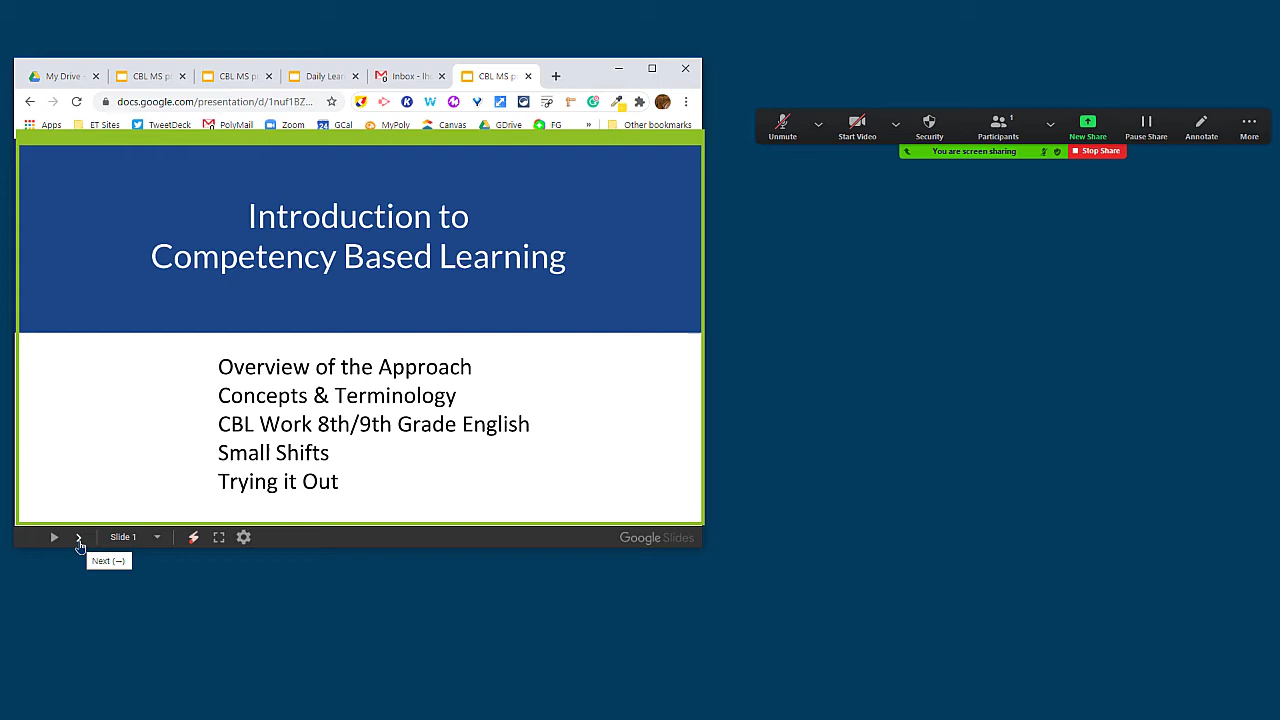 My Drive -
CBL MS p
CBL MS p
Daily Lear
Inbox - lh
CBL MS p
docs.google.com/presentation/d/1nuf1BZ...
Apps
ET Sites
TweetDeck
PolyMail
Zoom
GCal
MyPoly
Canvas
GDrive
FG
»
Other bookmarks
Introduction to
Competency Based Learning
Overview of the Approach
Concepts & Terminology
CBL Work 8th/9th Grade English
Small Shifts
Trying it Out
Slide 1
Google Slides
Next (→)
Unmute
Start Video
Security
1
Participants
New Share
Pause Share
Annotate
More
You are screen sharing
Stop Share